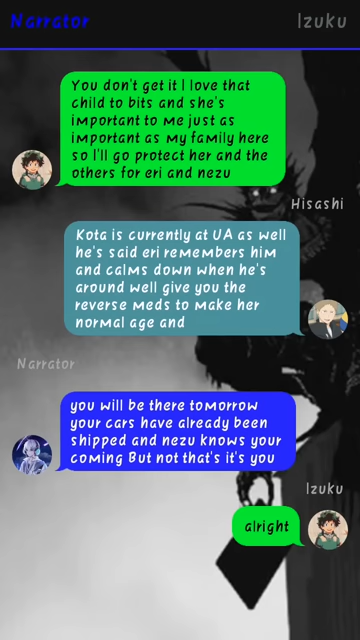 Narrator
Izuku
You don't get it I love that
child to bits and she's
important to me just as
important as my family here
so I'll go protect her and the
others for eri and nezu
Hisashi
Kota is currently at UA as well
he's said eri remembers him
and calms down when he's
around well give you the
reverse meds to make her
normal age and
Narrator
you will be there tomorrow
your cars have already been
shipped and nezu knows your
coming But not that's it's you
Izuku
alright